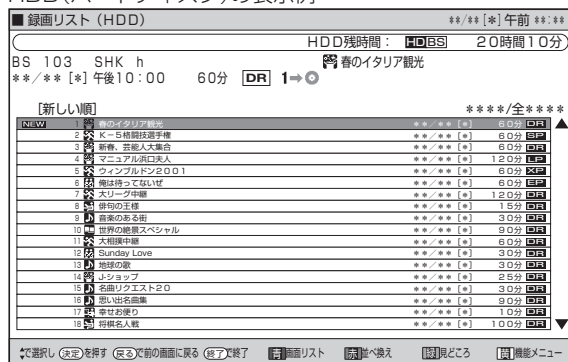 HDD(ハードディスク)の表示例
録画リスト(HDD) **/**[*]午前 **:**
HDD残時間: HD BS 20時間10分
BS 103 SHK h 春のイタリア観光
**/** [*] 午後10:00 60分 DR 1→
[新しい順] ****/全****
NEW 1 春のイタリア観光 **/** [*] 60分 DR
2 K-5格闘技選手権 **/** [*] 60分 SP
3 新春、芸能人大集合 **/** [*] 60分 DR
4 マニュアル浜口夫人 **/** [*] 120分 LP
5 ウィンブルドン2001 **/** [*] 60分 XP
6 俺は待ってないぜ **/** [*] 60分 EP
7 大リーグ中継 **/** [*] 120分 DR
8 俳句の王様 **/** [*] 15分 DR
9 音楽のある街 **/** [*] 30分 DR
10 世界の絶景スペシャル **/** [*] 90分 DR
11 大相撲中継 **/** [*] 60分 DR
12 Sunday Love **/** [*] 30分 DR
13 地球の歌 **/** [*] 30分 DR
14 J-ショップ **/** [*] 25分 DR
15 名曲リクエスト20 **/** [*] 30分 DR
16 思い出名曲集 **/** [*] 90分 DR
17 幸せお便り **/** [*] 10分 DR
18 将棋名人戦 **/** [*] 100分 DR
で選択し 決定を押す 戻るで前の画面に戻る 終了で終了 青 画面リスト 赤 並べ換え 緑 見どころ 黄 機能メニュー